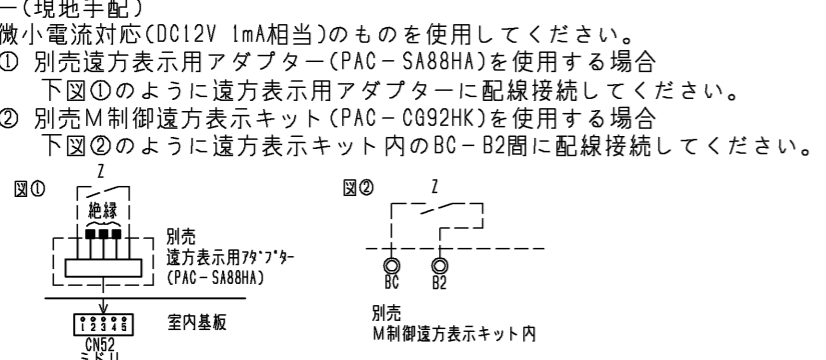 ー(現地手配)
微小電流対応(DC12V 1mA相当)のものを使用してください。
① 別売遠方表示用アダプター(PAC-SA88HA)を使用する場合
下図①のように遠方表示用アダプターに配線接続してください。
② 別売M制御遠方表示キット(PAC-CG92HK)を使用する場合
下図②のように遠方表示キット内のBC-B2間に配線接続してください。
図①
Z
絶縁
別売
遠方表示用ｱﾀﾞﾌﾟﾀｰ
(PAC-SA88HA)
1 2 3 4 5
室内基板
CN52
ミドリ
図②
Z
BC B2
別売
M制御遠方表示キット内